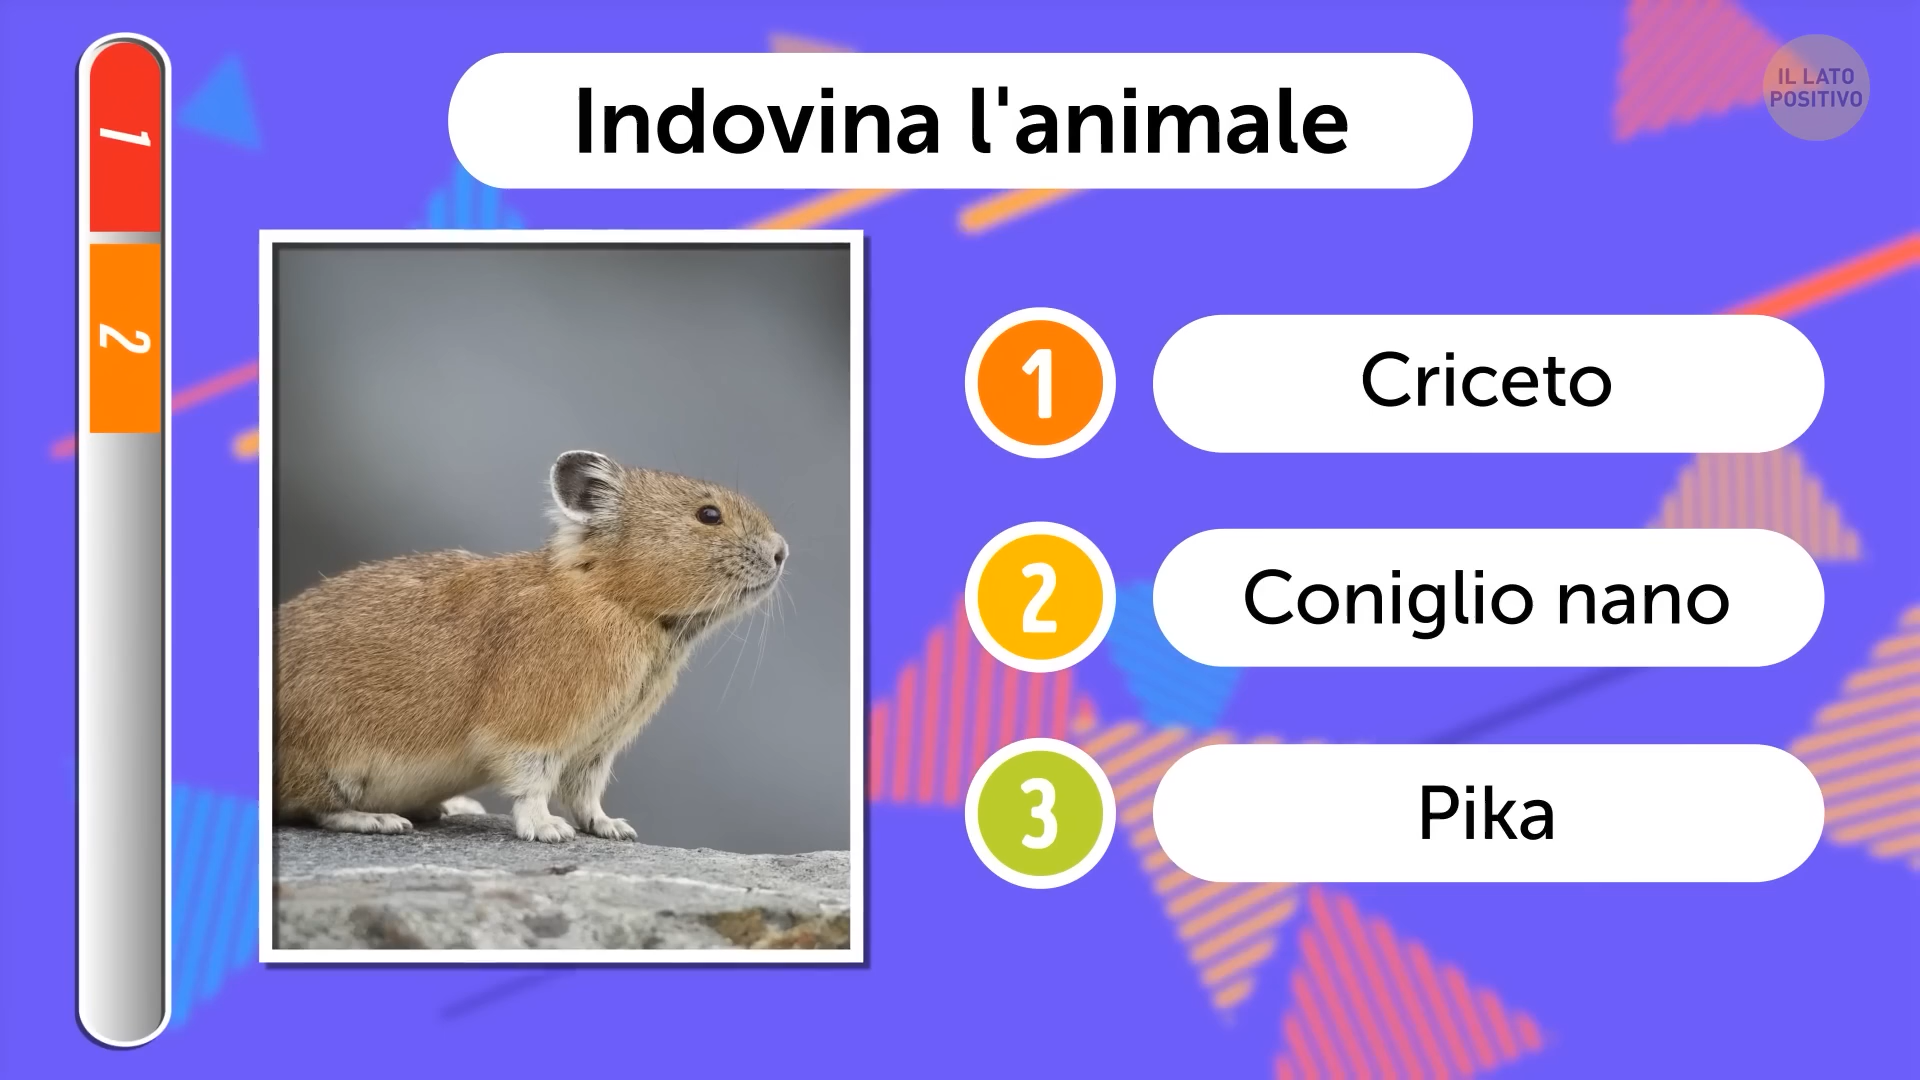 Indovina l'animale
IL LATO
POSITIVO
1
2
1
Criceto
2
Coniglio nano
3
Pika